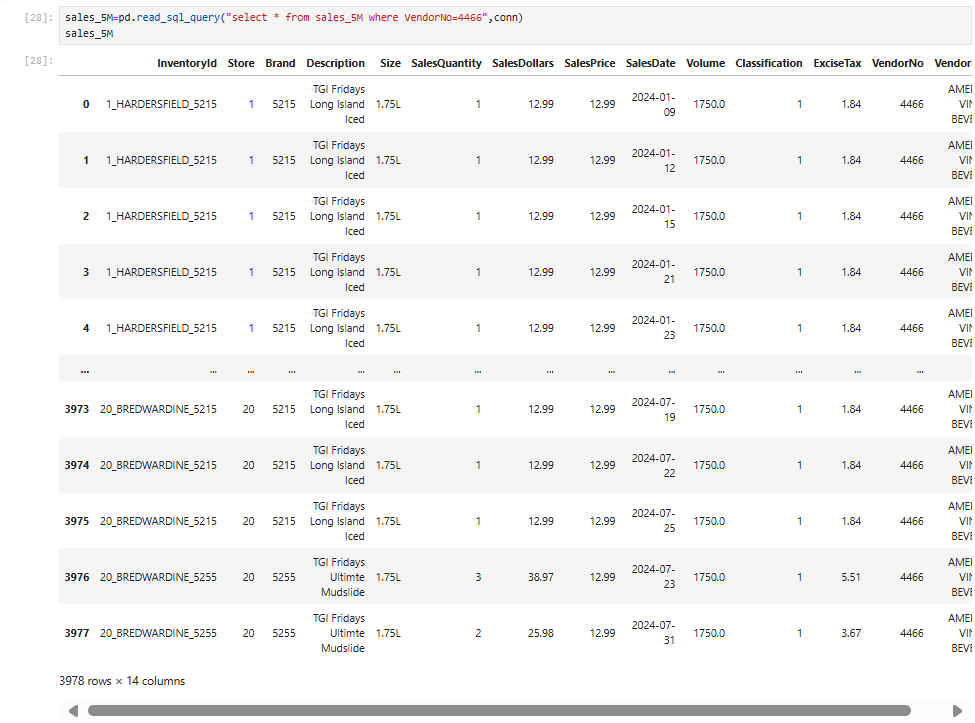 [28]: sales_5M=pd.read_sql_query("select * from sales_5M where VendorNo=4466",conn)
sales_5M
[28]:
InventoryId Store Brand Description Size SalesQuantity SalesDollars SalesPrice SalesDate Volume Classification ExciseTax VendorNo Vendor
0 1_HARDERSFIELD_5215 1 5215 TGI Fridays Long Island Iced 1.75L 1 12.99 12.99 2024-01-09 1750.0 1 1.84 4466 AMER VIN BEVE
1 1_HARDERSFIELD_5215 1 5215 TGI Fridays Long Island Iced 1.75L 1 12.99 12.99 2024-01-12 1750.0 1 1.84 4466 AMER VIN BEVE
2 1_HARDERSFIELD_5215 1 5215 TGI Fridays Long Island Iced 1.75L 1 12.99 12.99 2024-01-15 1750.0 1 1.84 4466 AMER VIN BEVE
3 1_HARDERSFIELD_5215 1 5215 TGI Fridays Long Island Iced 1.75L 1 12.99 12.99 2024-01-21 1750.0 1 1.84 4466 AMER VIN BEVE
4 1_HARDERSFIELD_5215 1 5215 TGI Fridays Long Island Iced 1.75L 1 12.99 12.99 2024-01-23 1750.0 1 1.84 4466 AMER VIN BEVE
... ... ... ... ... ... ... ... ... ... ... ... ... ...
3973 20_BREDWARDINE_5215 20 5215 TGI Fridays Long Island Iced 1.75L 1 12.99 12.99 2024-07-19 1750.0 1 1.84 4466 AMER VIN BEVE
3974 20_BREDWARDINE_5215 20 5215 TGI Fridays Long Island Iced 1.75L 1 12.99 12.99 2024-07-22 1750.0 1 1.84 4466 AMER VIN BEVE
3975 20_BREDWARDINE_5215 20 5215 TGI Fridays Long Island Iced 1.75L 1 12.99 12.99 2024-07-25 1750.0 1 1.84 4466 AMER VIN BEVE
3976 20_BREDWARDINE_5255 20 5255 TGI Fridays Ultimte Mudslide 1.75L 3 38.97 12.99 2024-07-23 1750.0 1 5.51 4466 AMER VIN BEVE
3977 20_BREDWARDINE_5255 20 5255 TGI Fridays Ultimte Mudslide 1.75L 2 25.98 12.99 2024-07-31 1750.0 1 3.67 4466 AMER VIN BEVE
3978 rows × 14 columns